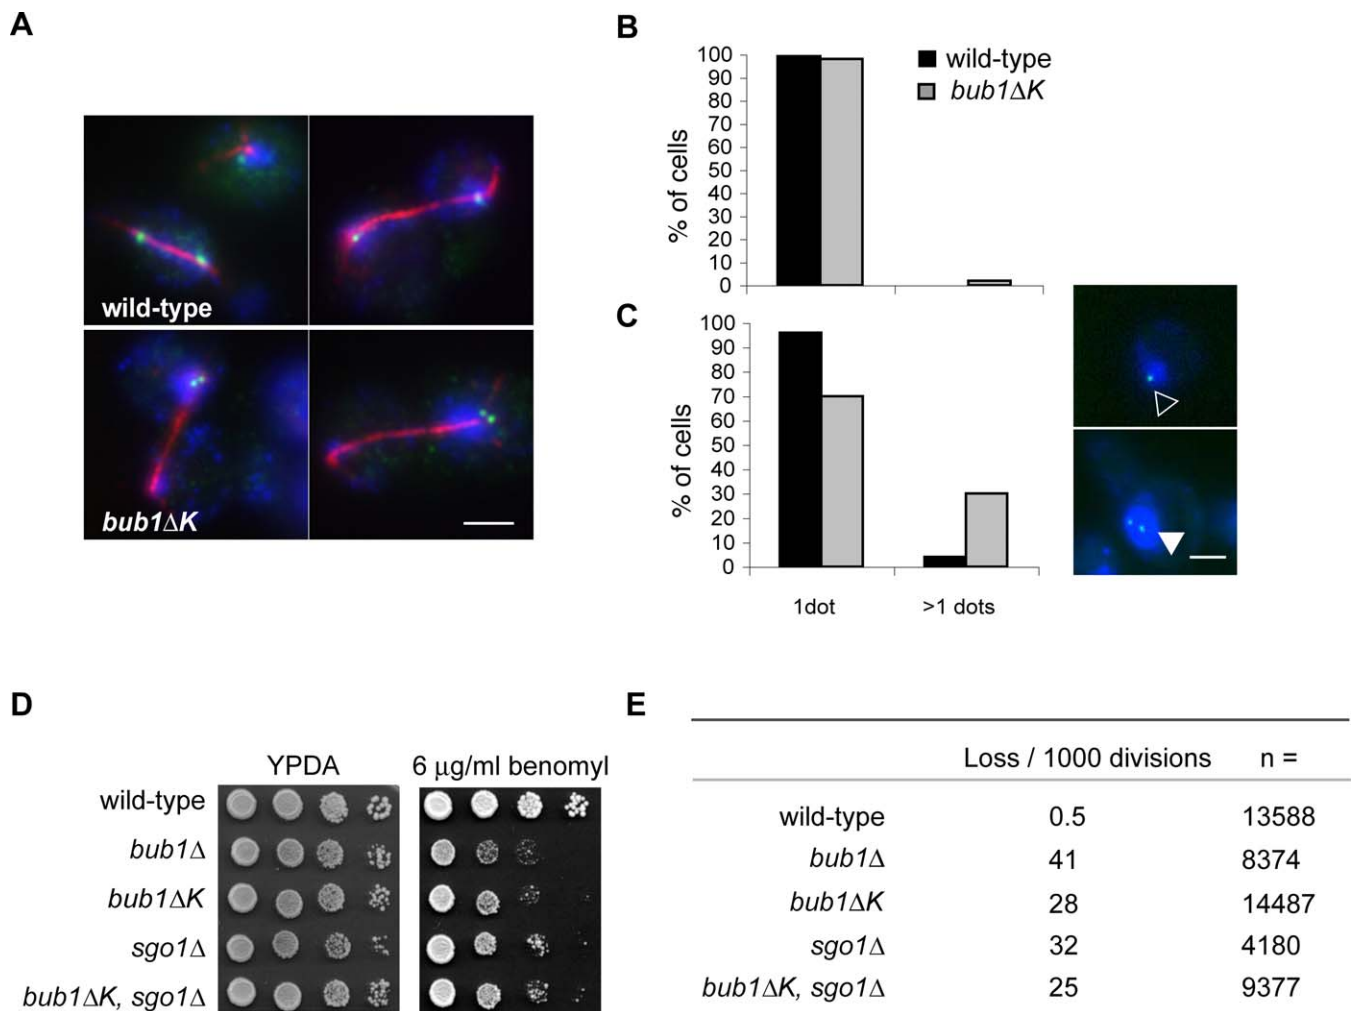 A
wild-type
bub1ΔK
B
% of cells
100
90
80
70
60
50
40
30
20
10
0
wild-type
bub1ΔK
C
% of cells
100
90
80
70
60
50
40
30
20
10
0
1dot >1 dots
D
YPDA 6 µg/ml benomyl
wild-type
bub1Δ
bub1ΔK
sgo1Δ
bub1ΔK, sgo1Δ
E
Loss / 1000 divisions n =
wild-type 0.5 13588
bub1Δ 41 8374
bub1ΔK 28 14487
sgo1Δ 32 4180
bub1ΔK, sgo1Δ 25 9377